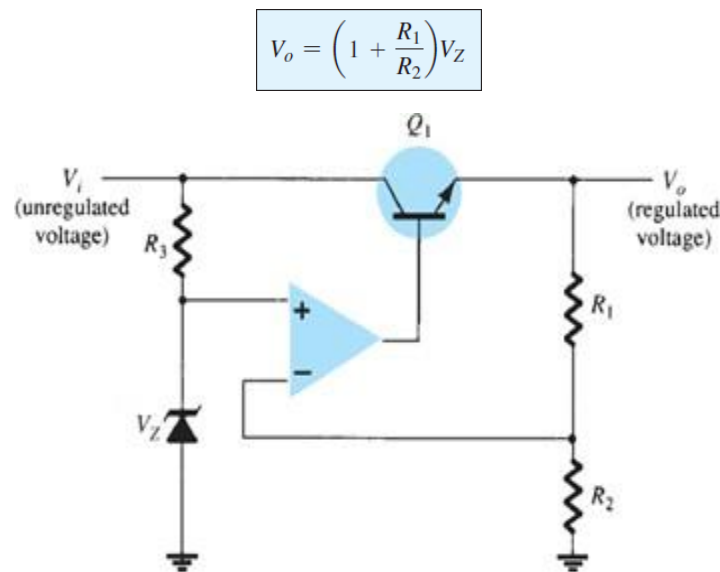 V_o = (1 + R_1/R_2)V_Z
Q_1
V_i
(unregulated
voltage)
V_o
(regulated
voltage)
R_3
+
R_1
−
V_Z
R_2